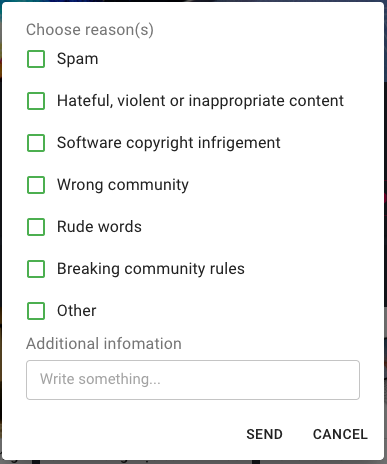 Choose reason(s)
Spam
Hateful, violent or inappropriate content
Software copyright infrigement
Wrong community
Rude words
Breaking community rules
Other
Additional infomation
Write something...
SEND CANCEL